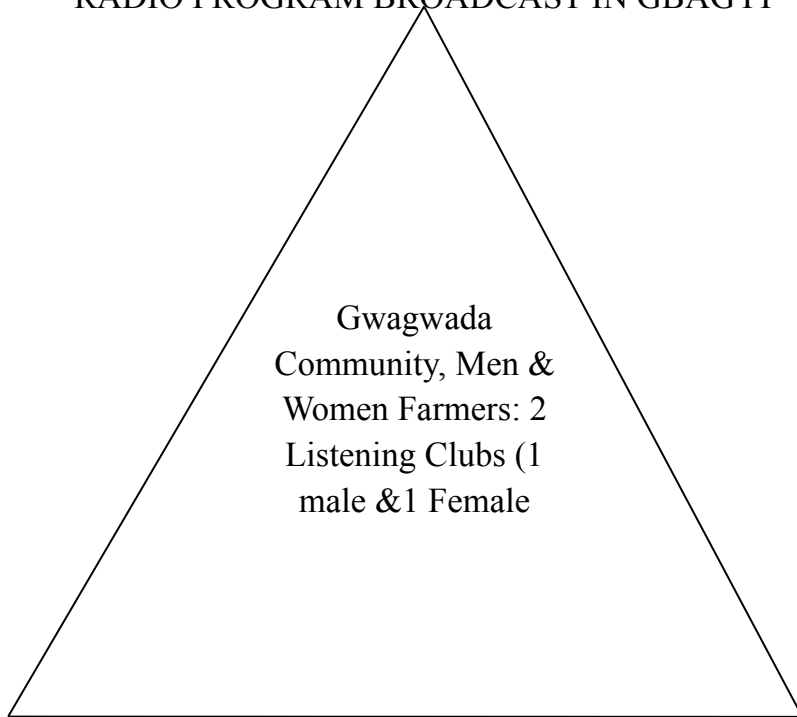 RADIO PROGRAM BROADCAST IN GBAGYI
Gwagwada
Community, Men &
Women Farmers: 2
Listening Clubs (1
male &1 Female